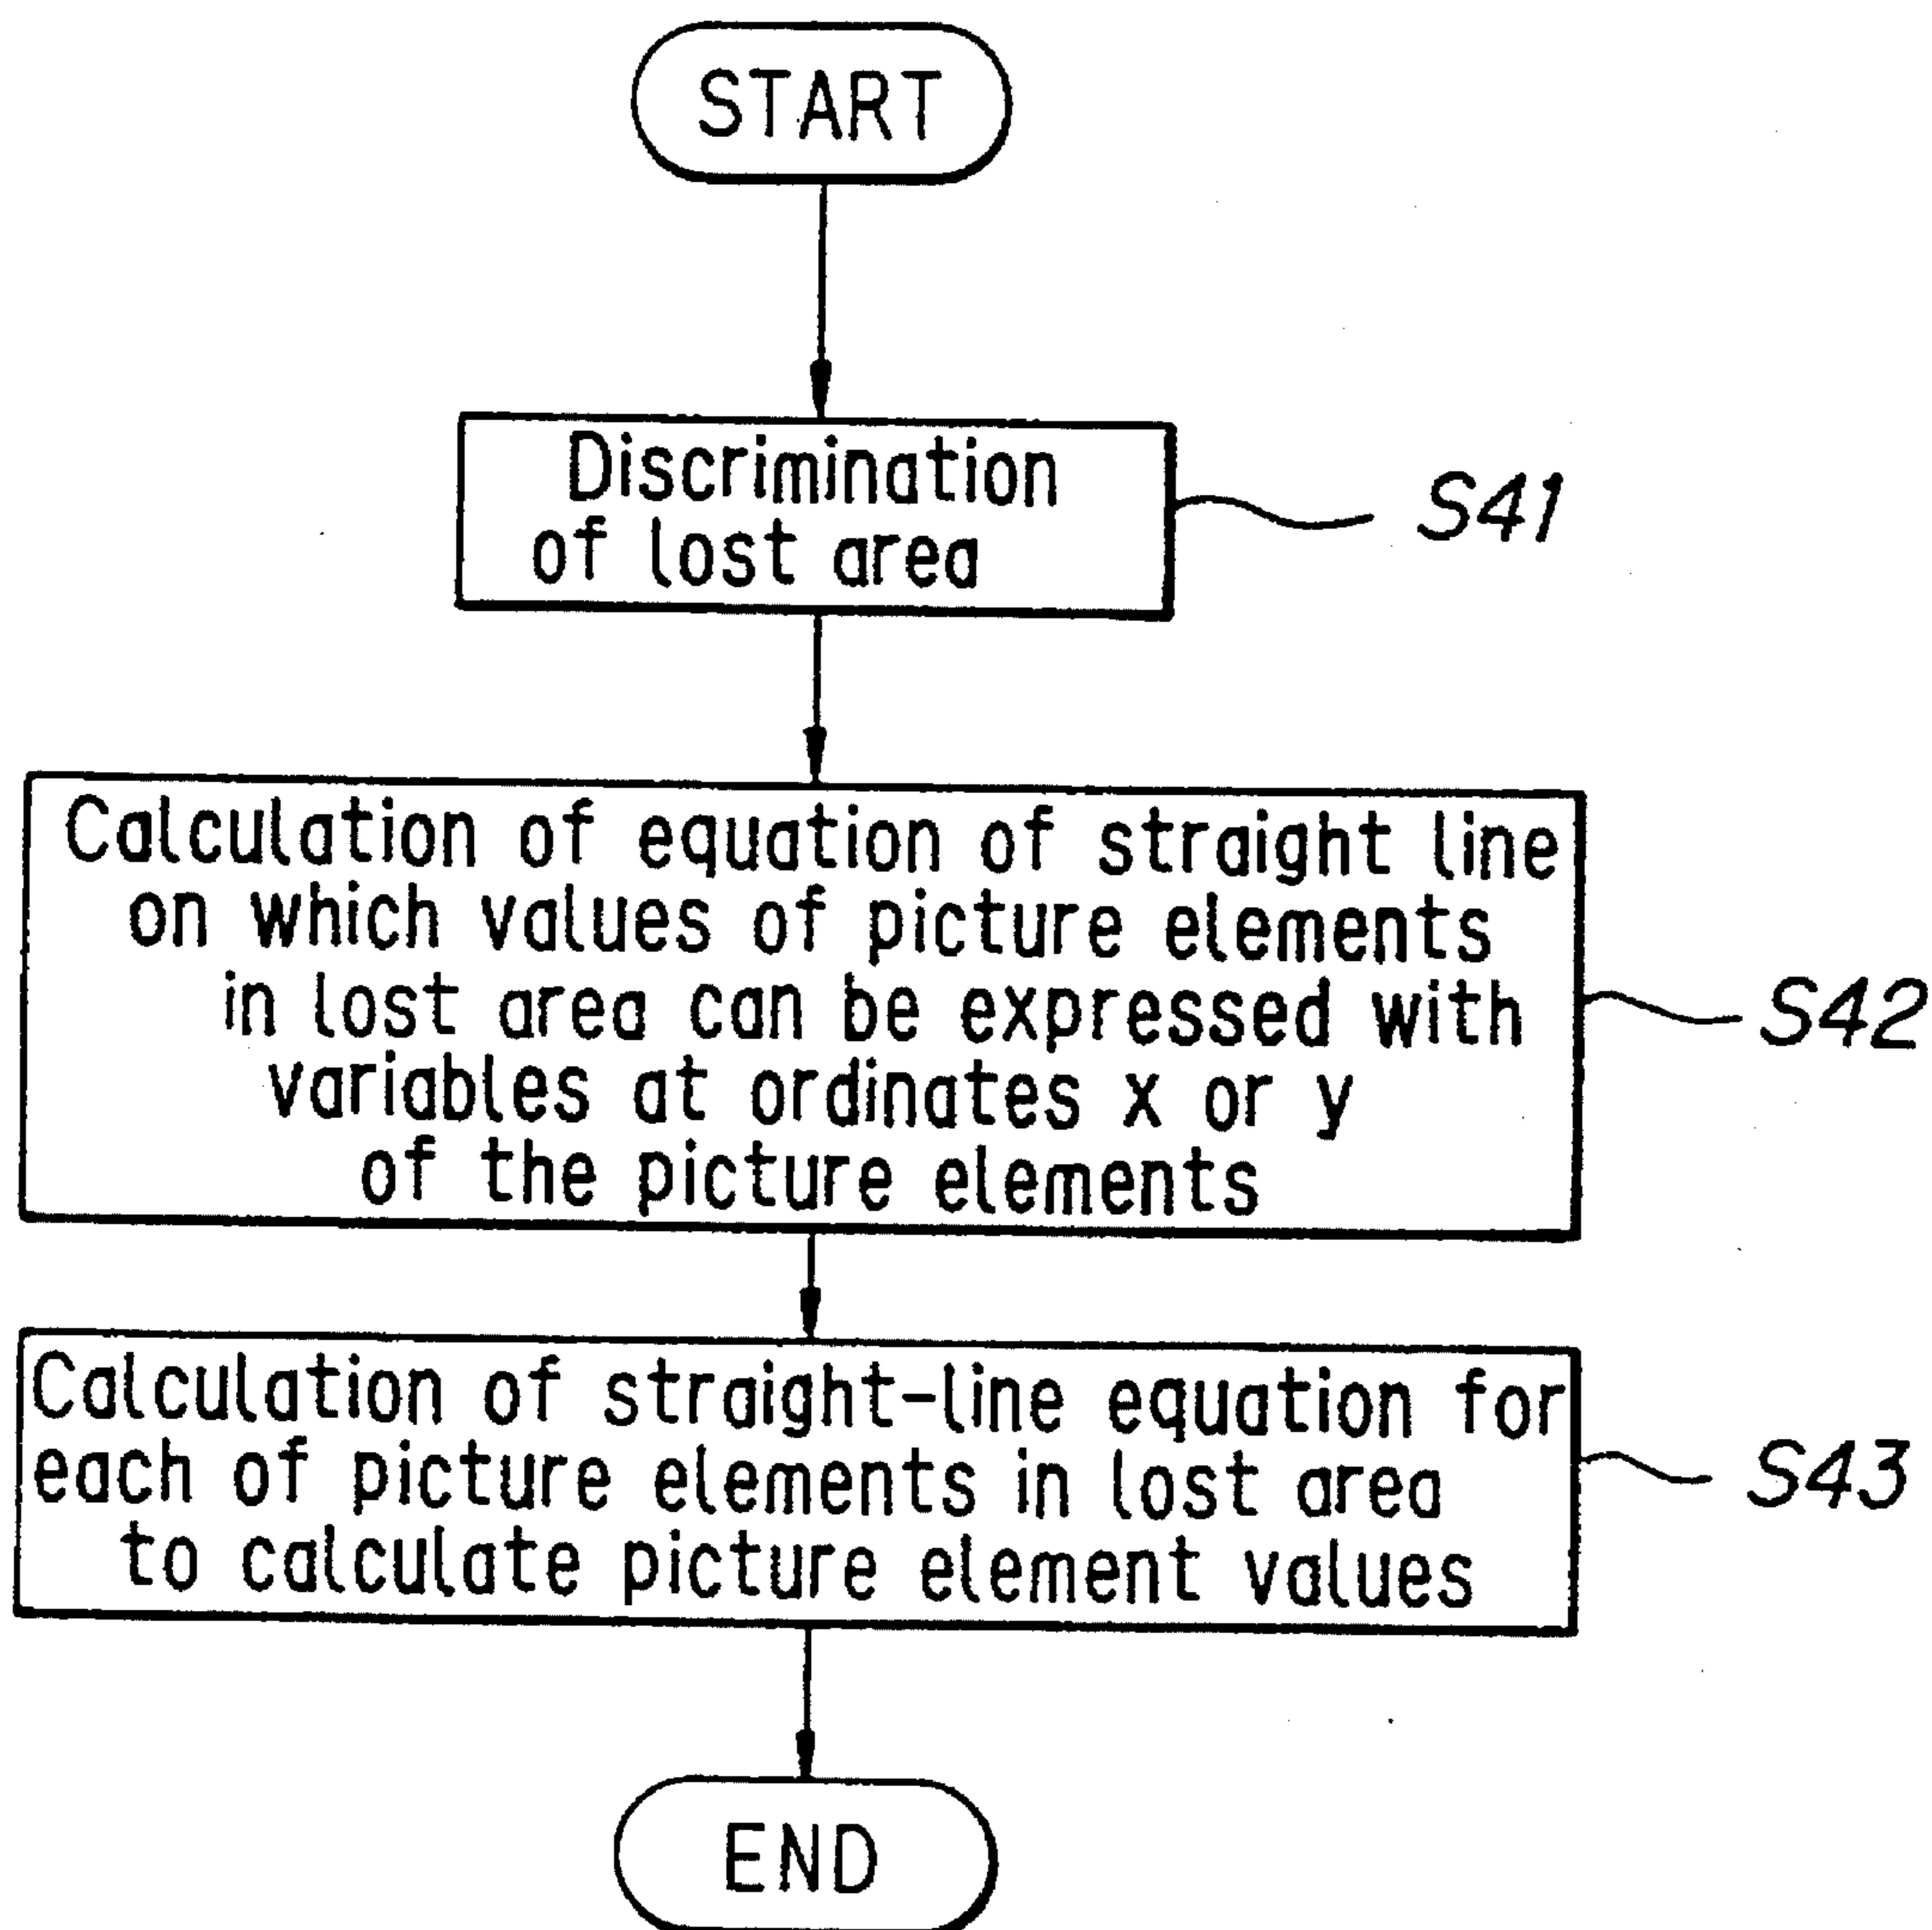 START
Discrimination
of lost area
S41
Calculation of equation of straight line
on which values of picture elements
in lost area can be expressed with
variables at ordinates x or y
of the picture elements
S42
Calculation of straight-line equation for
each of picture elements in lost area
to calculate picture element values
S43
END